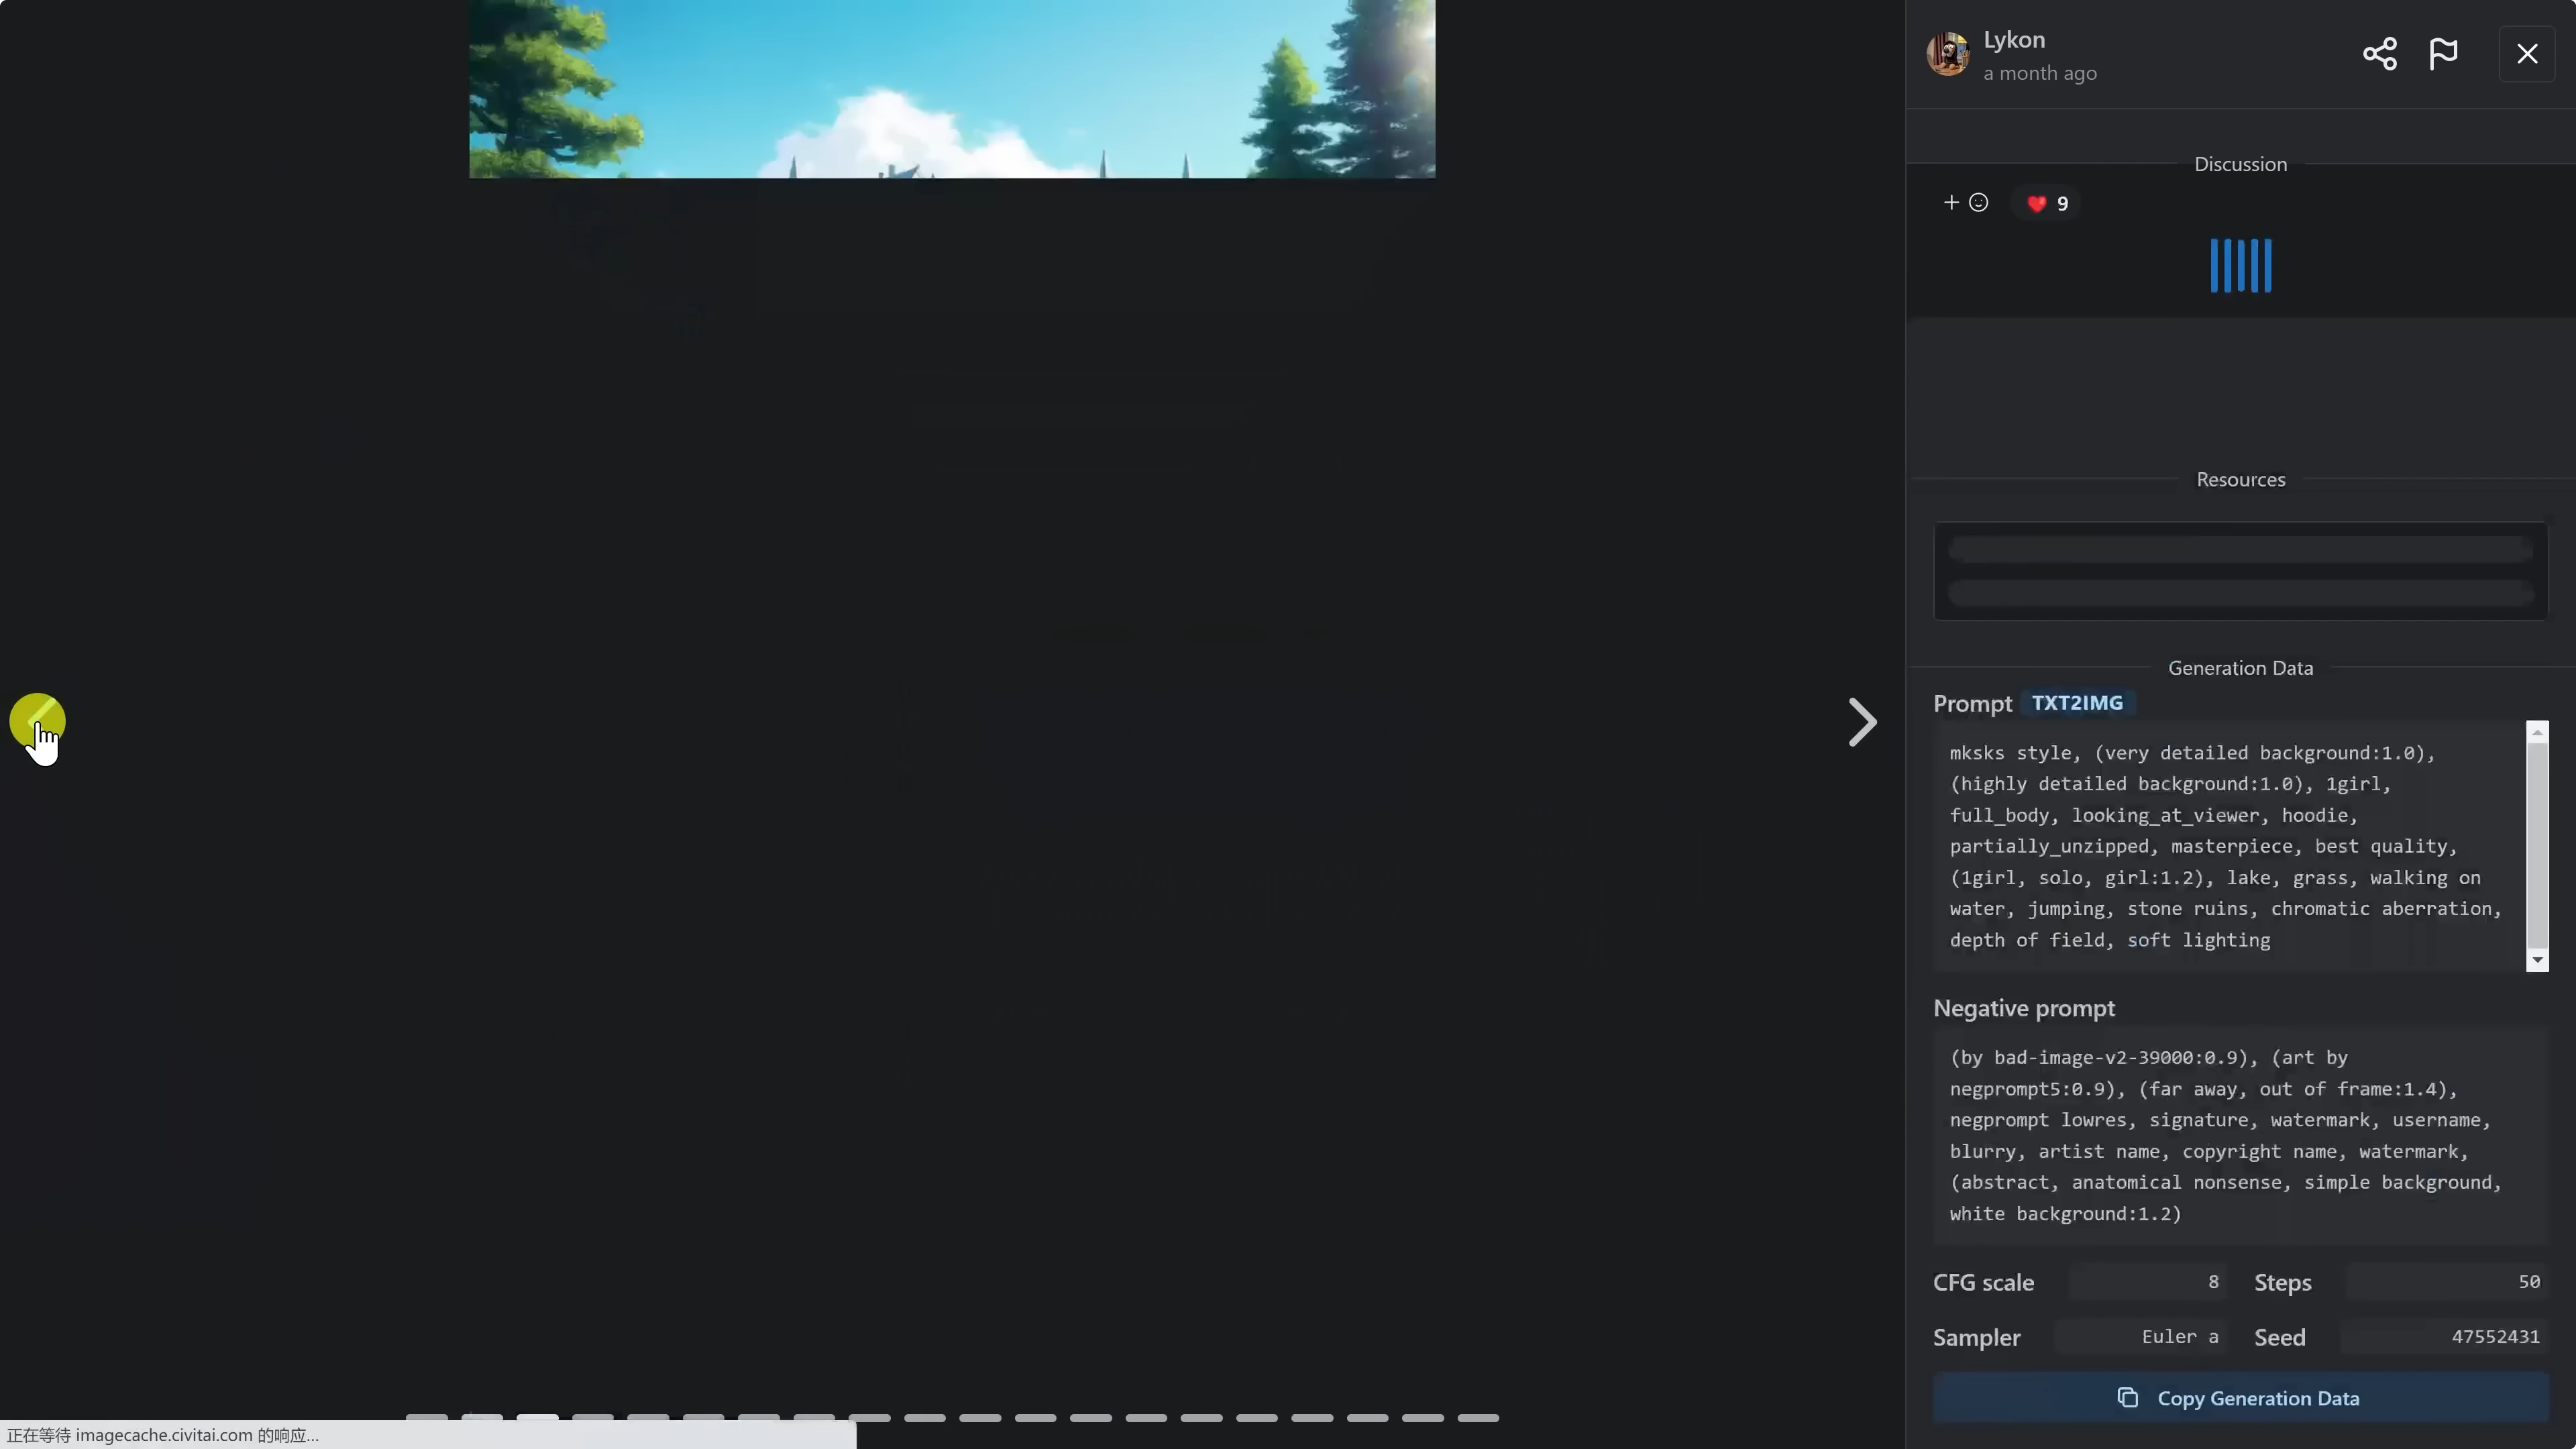 Lykon
a month ago
Discussion
9
Resources
Generation Data
Prompt TXT2IMG
mksks style, (very detailed background:1.0),
(highly detailed background:1.0), 1girl,
full_body, looking_at_viewer, hoodie,
partially_unzipped, masterpiece, best quality,
(1girl, solo, girl:1.2), lake, grass, walking on
water, jumping, stone ruins, chromatic aberration,
depth of field, soft lighting
Negative prompt
(by bad-image-v2-39000:0.9), (art by
negprompt5:0.9), (far away, out of frame:1.4),
negprompt lowres, signature, watermark, username,
blurry, artist name, copyright name, watermark,
(abstract, anatomical nonsense, simple background,
white background:1.2)
CFG scale 8 Steps 50
Sampler Euler a Seed 47552431
Copy Generation Data
正在等待 imagecache.civitai.com 的响应...